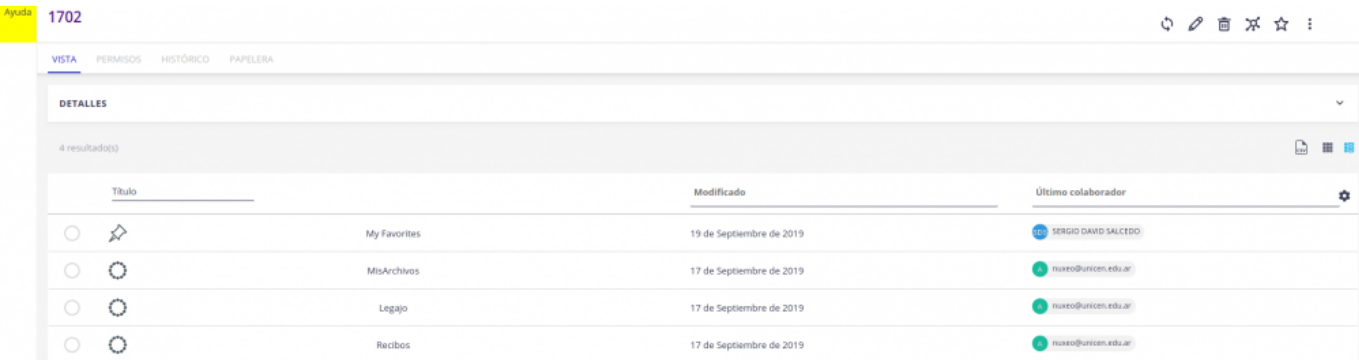 Ayuda
1702
VISTA PERMISOS HISTÓRICO PAPELERA
DETALLES
4 resultado(s)
Título Modificado Último colaborador
My Favorites 19 de Septiembre de 2019 SDS SERGIO DAVID SALCEDO
MisArchivos 17 de Septiembre de 2019 A nuxeo@unicen.edu.ar
Legajo 17 de Septiembre de 2019 A nuxeo@unicen.edu.ar
Recibos 17 de Septiembre de 2019 A nuxeo@unicen.edu.ar